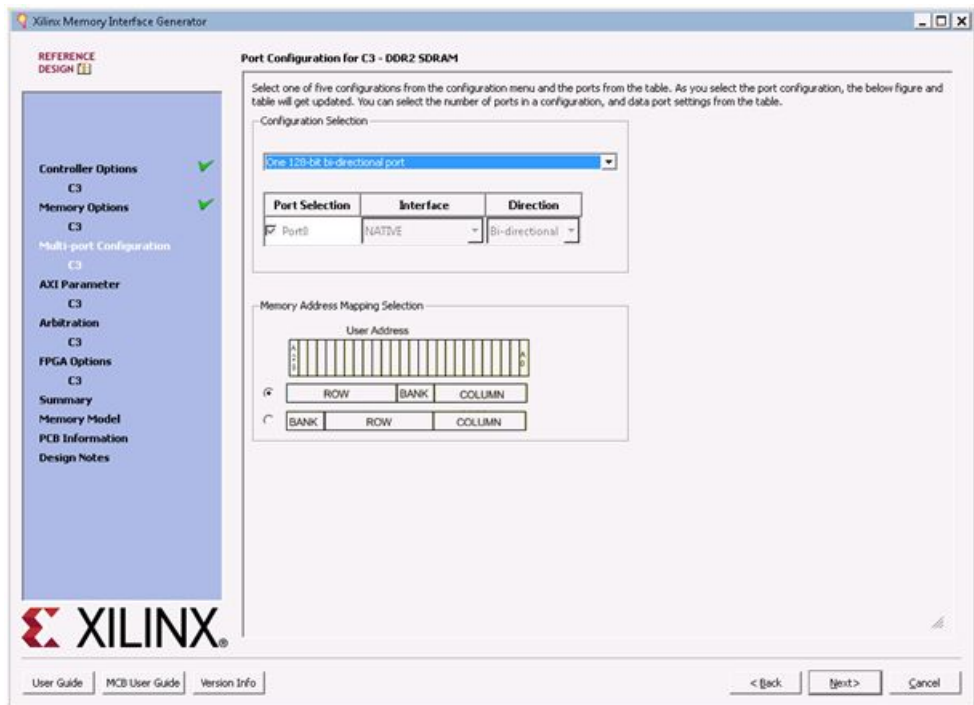 Xilinx Memory Interface Generator
REFERENCE
DESIGN
Port Configuration for C3 - DDR2 SDRAM
Select one of five configurations from the configuration menu and the ports from the table. As you select the port configuration, the below figure and
table will get updated. You can select the number of ports in a configuration, and data port settings from the table.
Configuration Selection
One 128-bit bi-directional port
Port Selection Interface Direction
Port0 NATIVE Bi-directional
Controller Options
C3
Memory Options
C3
Multi-port Configuration
C3
AXI Parameter
C3
Arbitration
C3
FPGA Options
C3
Summary
Memory Model
PCB Information
Design Notes
Memory Address Mapping Selection
User Address
A0
ROW BANK COLUMN
BANK ROW COLUMN
XILINX®
User Guide MCB User Guide Version Info < Back Next> Cancel